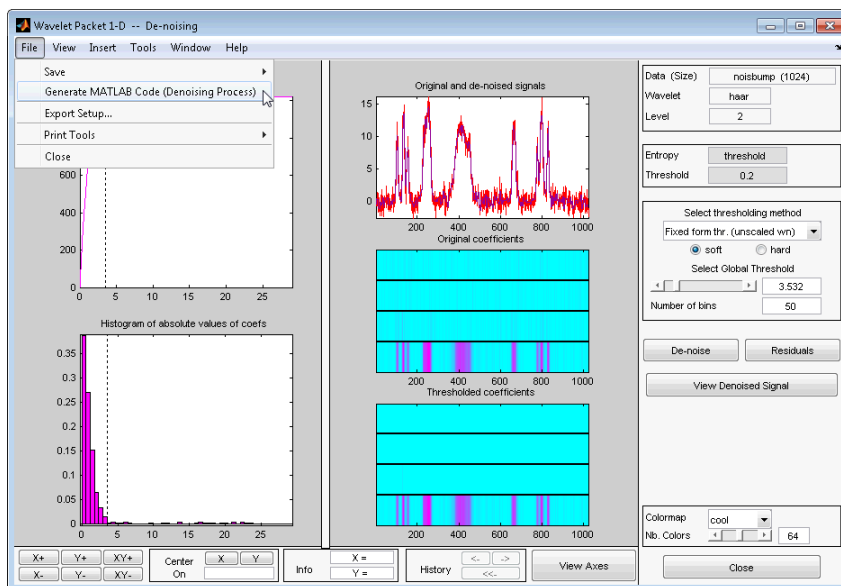 Wavelet Packet 1-D -- De-noising
File View Insert Tools Window Help
Save
Generate MATLAB Code (Denoising Process)
Export Setup...
Print Tools
Close
600
400
200
0
0 5 10 15 20 25
Histogram of absolute values of coefs
0.35
0.3
0.25
0.2
0.15
0.1
0.05
0
0 5 10 15 20 25
Original and de-noised signals
15
10
5
0
200 400 600 800 1000
Original coefficients
200 400 600 800 1000
Thresholded coefficients
200 400 600 800 1000
Data (Size) noisbump (1024)
Wavelet haar
Level 2
Entropy threshold
Threshold 0.2
Select thresholding method
Fixed form thr. (unscaled wn)
soft hard
Select Global Threshold
3.532
Number of bins 50
De-noise Residuals
View Denoised Signal
Colormap cool
Nb. Colors 64
Close
X+ Y+ XY+
X- Y- XY-
Center On X Y
Info X = Y =
History <- -> <<-
View Axes